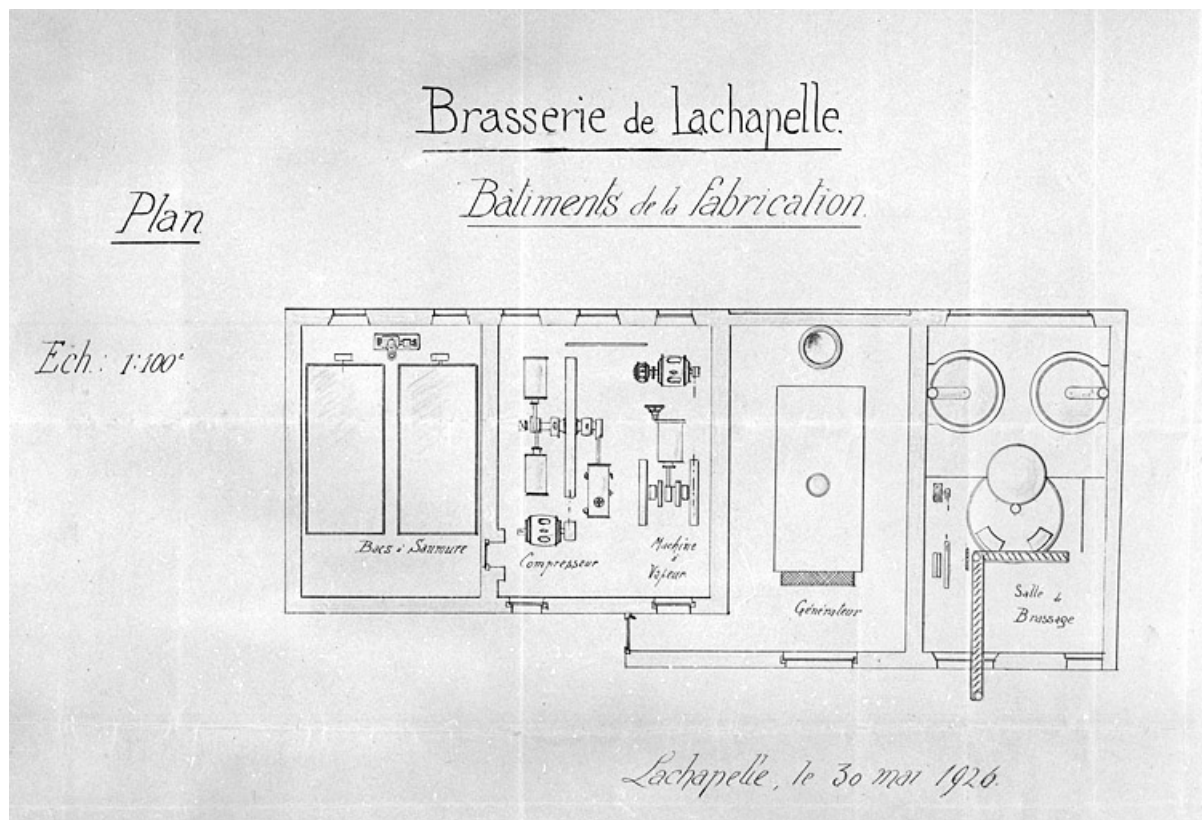 Brasserie de Lachapelle.
Plan
Bâtiments de la fabrication.
Ech.: 1:100e
Bacs à Saumure
Compresseur
Machine
à
Vapeur
Générateur
Salle de
Brassage
Lachapelle, le 30 mai 1926.